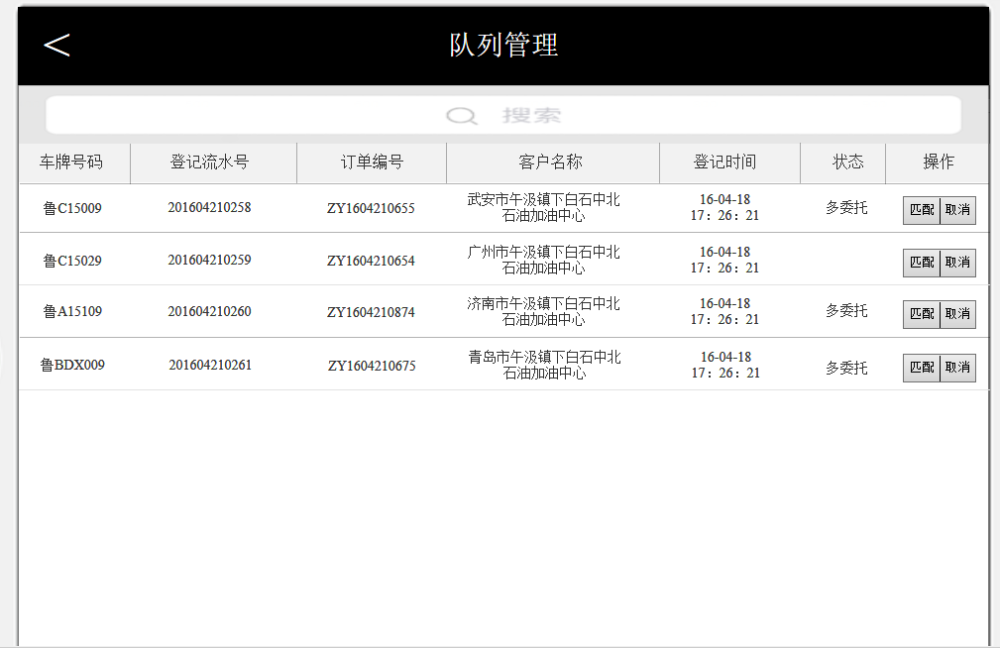 <
队列管理
搜索
车牌号码 登记流水号 订单编号 客户名称 登记时间 状态 操作
鲁C15009 201604210258 ZY1604210655 武安市午汲镇下白石中北 16-04-18 多委托 匹配 取消
石油加油中心 17：26：21
鲁C15029 201604210259 ZY1604210654 广州市午汲镇下白石中北 16-04-18 匹配 取消
石油加油中心 17：26：21
鲁A15109 201604210260 ZY1604210874 济南市午汲镇下白石中北 16-04-18 多委托 匹配 取消
石油加油中心 17：26：21
鲁BDX009 201604210261 ZY1604210675 青岛市午汲镇下白石中北 16-04-18 多委托 匹配 取消
石油加油中心 17：26：21